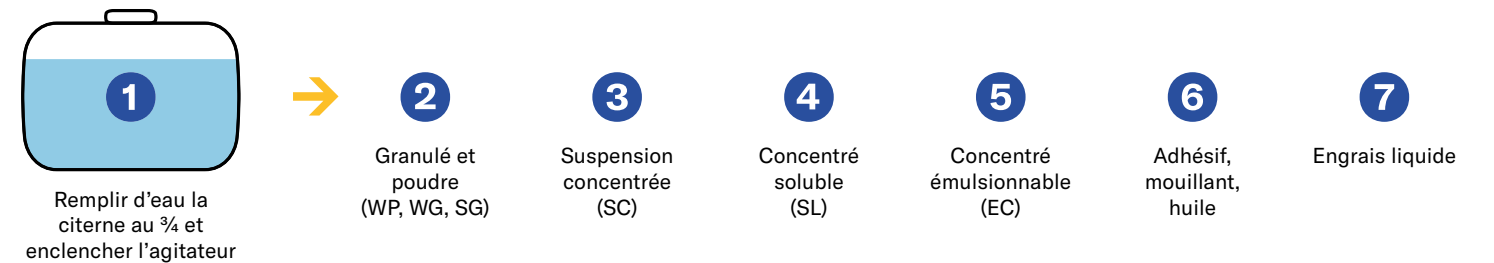 1
Remplir d’eau la
citerne au ¾ et
enclencher l’agitateur
2
Granulé et
poudre
(WP, WG, SG)
3
Suspension
concentrée
(SC)
4
Concentré
soluble
(SL)
5
Concentré
émulsionnable
(EC)
6
Adhésif,
mouillant,
huile
7
Engrais liquide